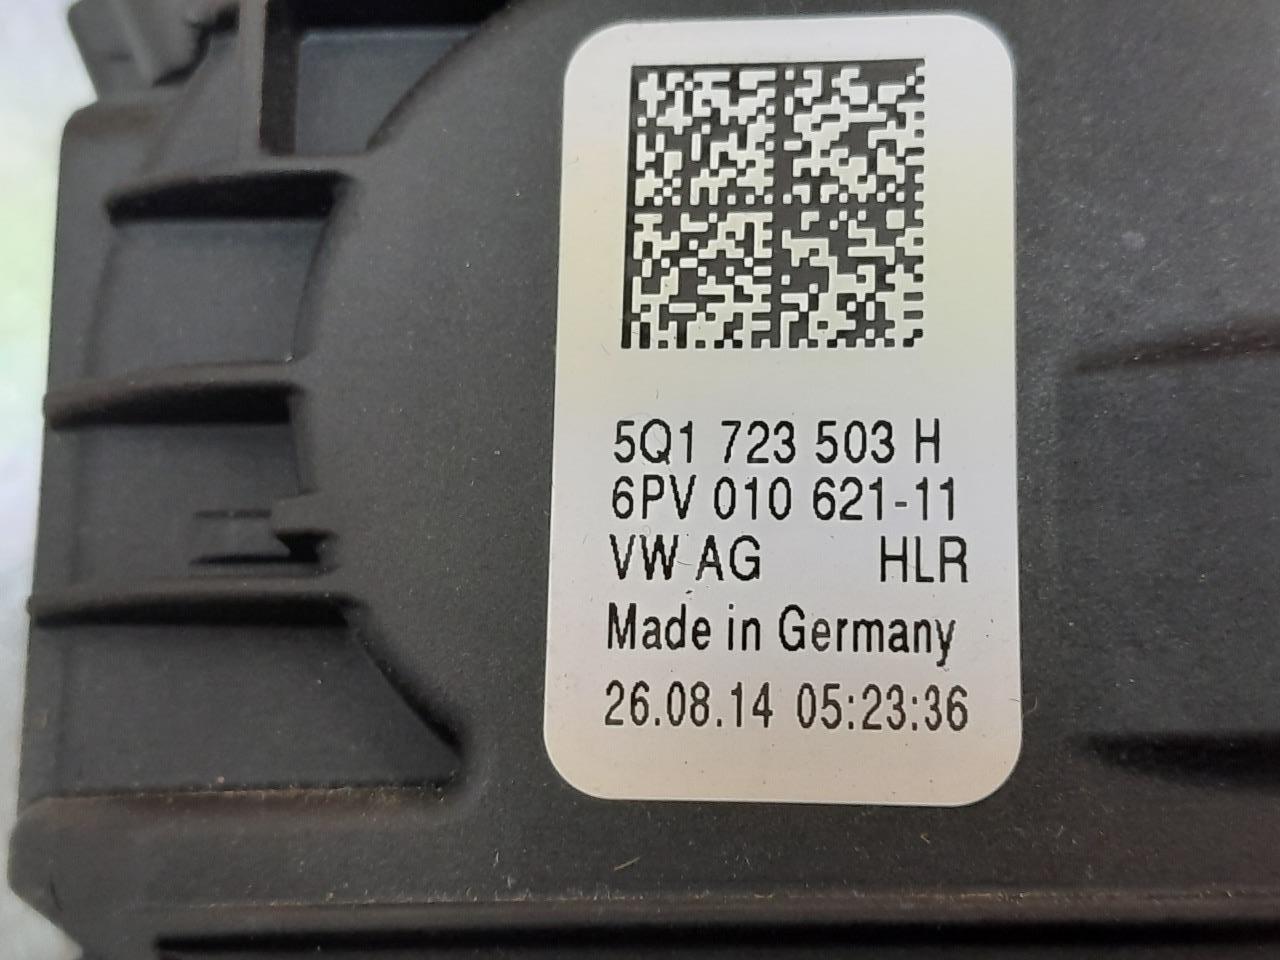 5Q1 723 503 H
6PV 010 621-11
VW AG HLR
Made in Germany
26.08.14 05:23:36